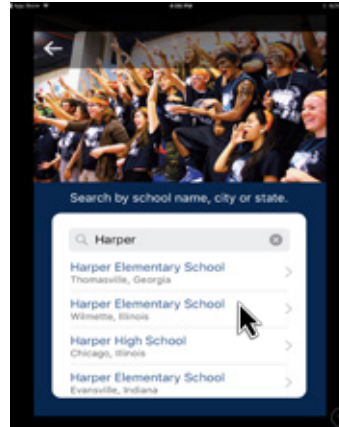 Search by school name, city or state.
Harper
Harper Elementary School
Thomasville, Georgia
Harper Elementary School
Wilmette, Illinois
Harper High School
Chicago, Illinois
Harper Elementary School
Evansville, Indiana